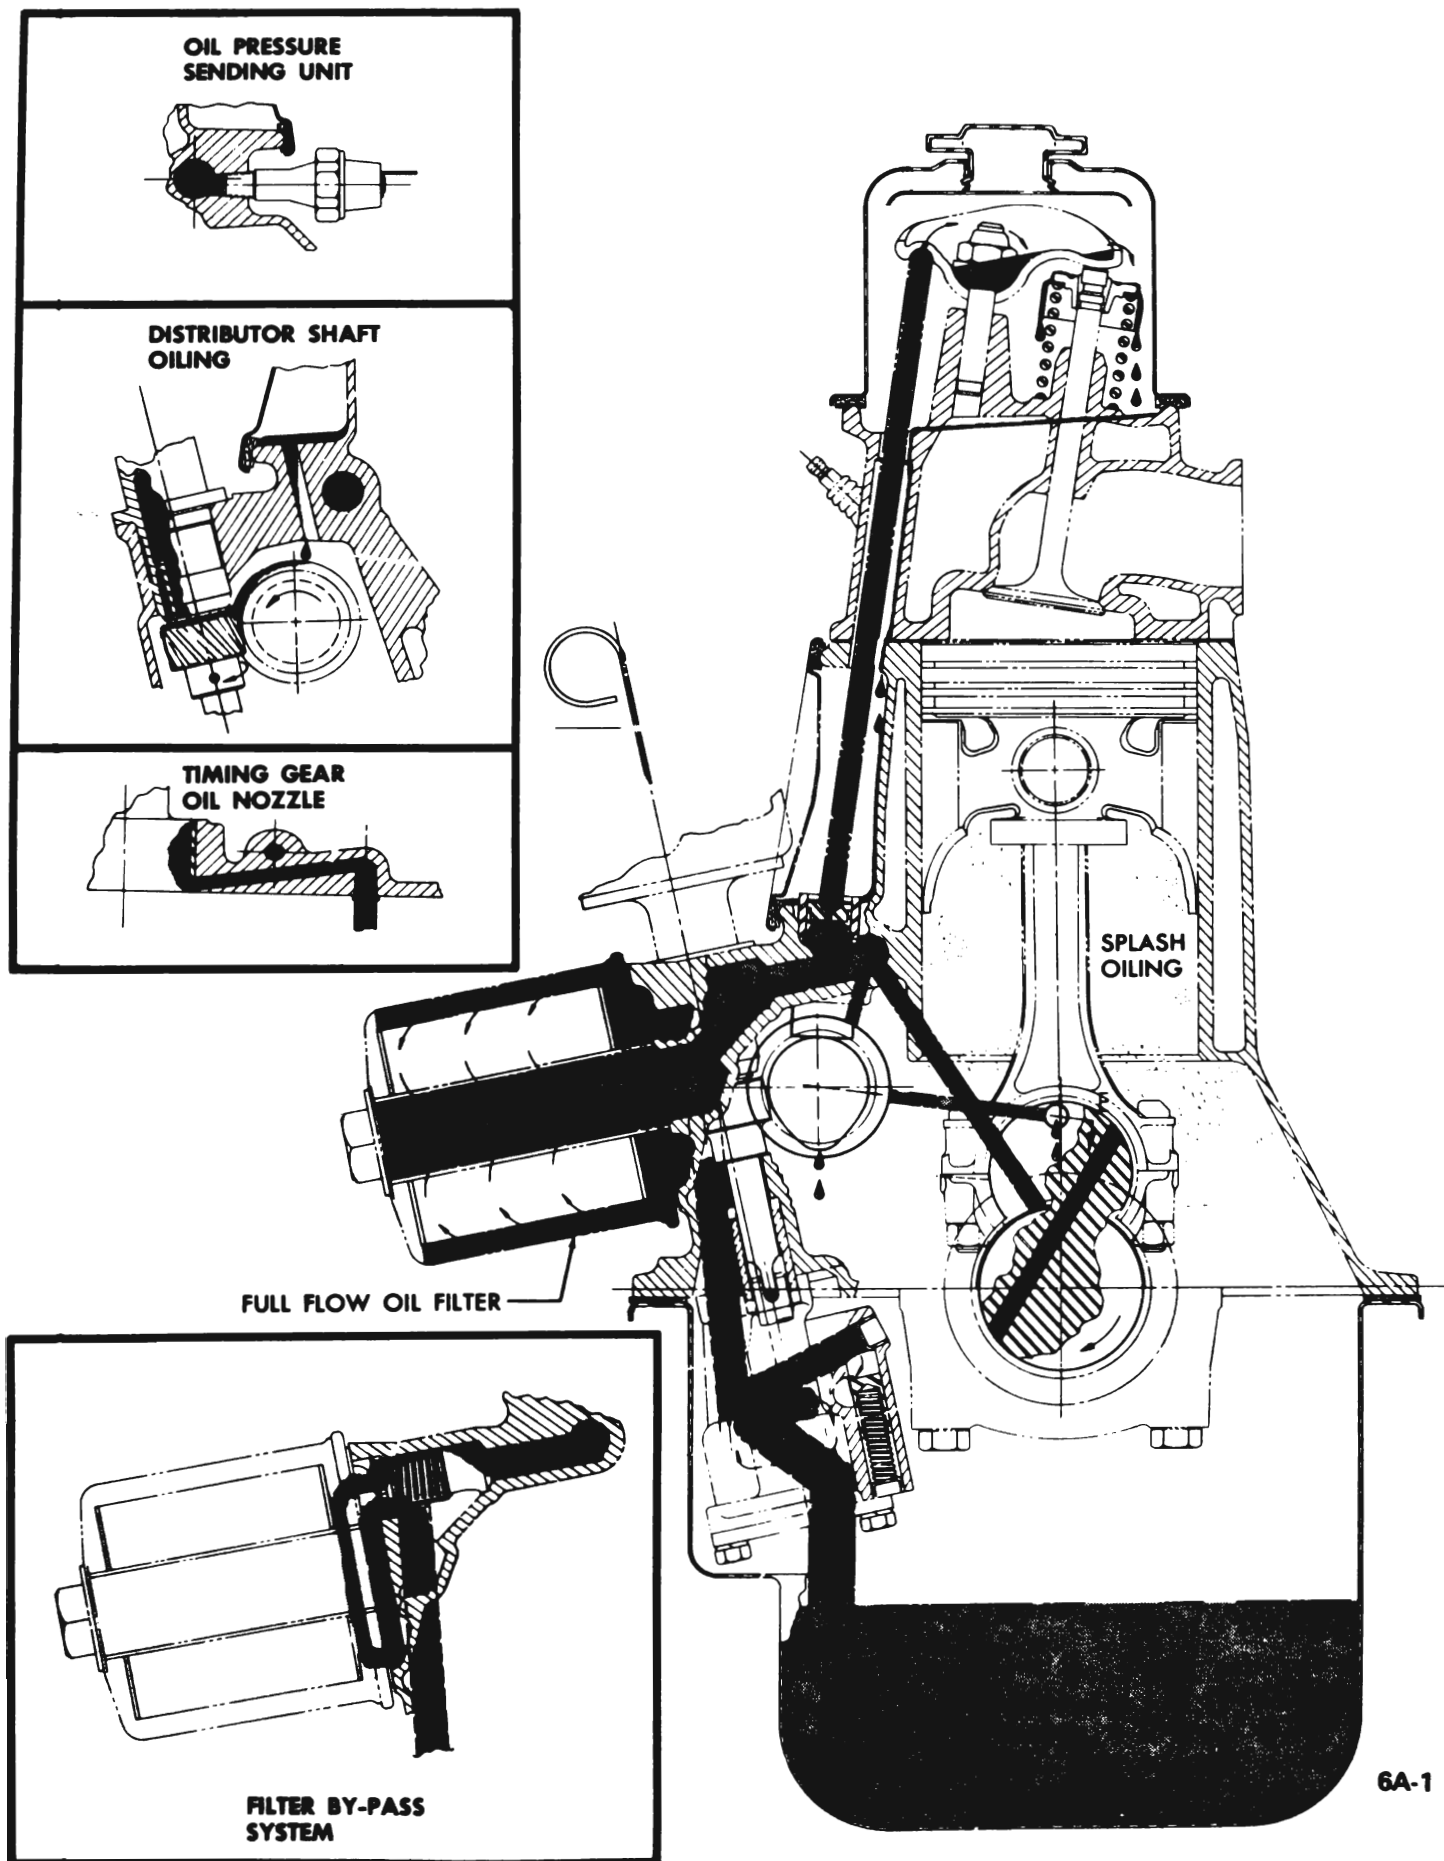 OIL PRESSURE
SENDING UNIT
DISTRIBUTOR SHAFT
OILING
TIMING GEAR
OIL NOZZLE
SPLASH
OILING
FULL FLOW OIL FILTER
FILTER BY-PASS
SYSTEM
6A-1